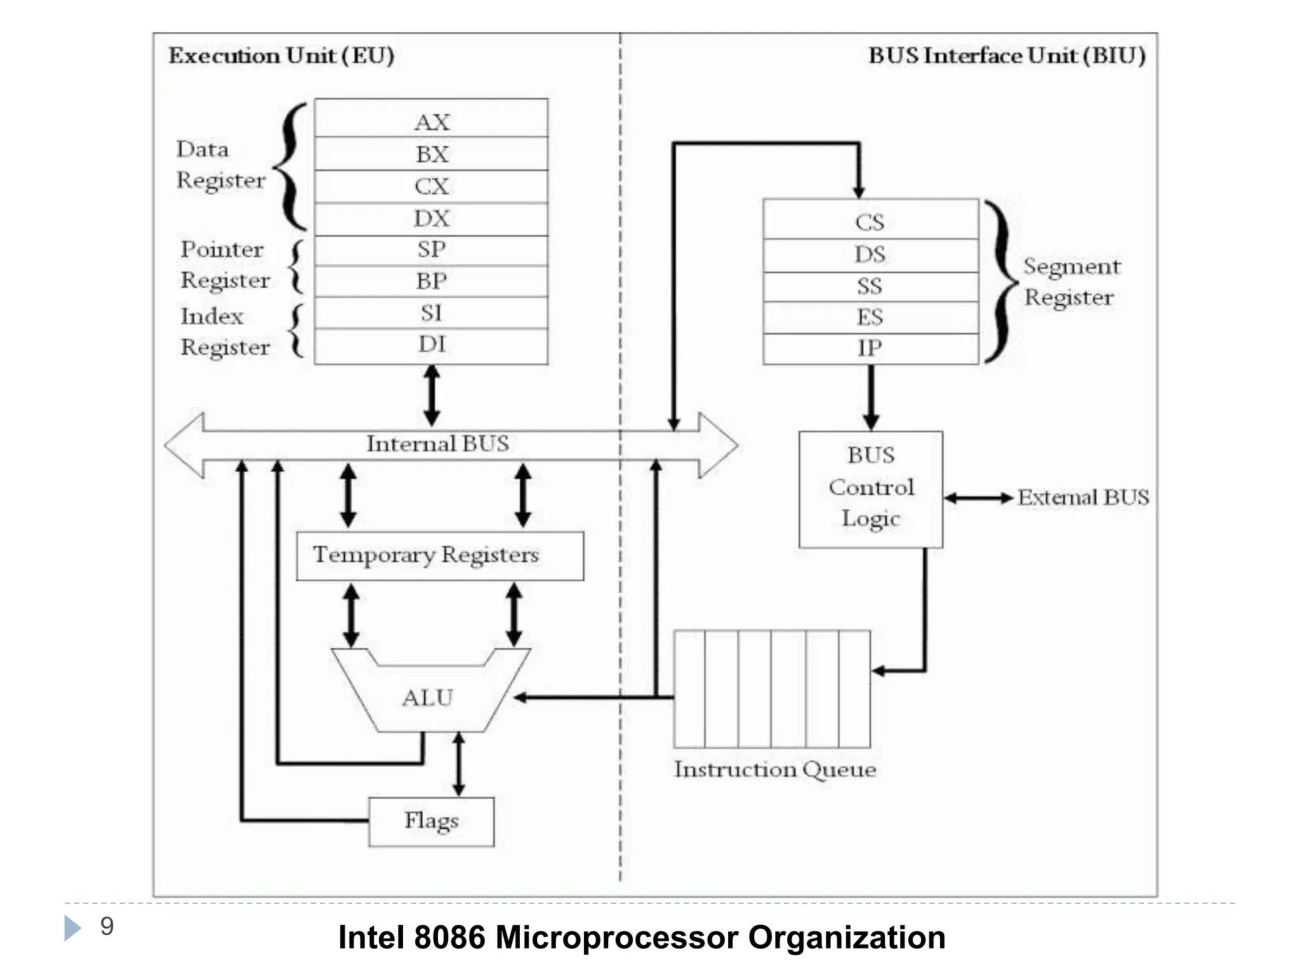 Execution Unit (EU)
BUS Interface Unit (BIU)
Data
Register
AX
BX
CX
DX
Pointer
Register
SP
BP
Index
Register
SI
DI
CS
DS
SS
ES
IP
Segment
Register
Internal BUS
BUS
Control
Logic
External BUS
Temporary Registers
ALU
Instruction Queue
Flags
9
Intel 8086 Microprocessor Organization